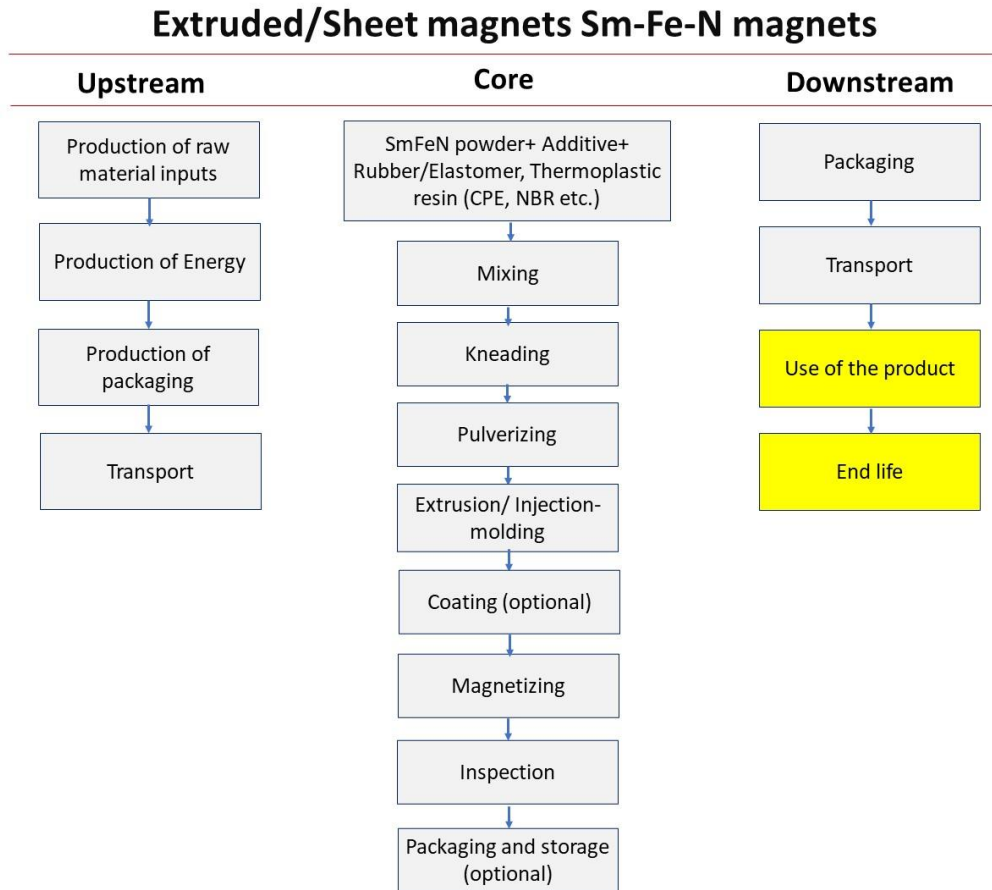 Extruded/Sheet magnets Sm-Fe-N magnets
Upstream
Core
Downstream
Production of raw
material inputs
Production of Energy
Production of
packaging
Transport
SmFeN powder+ Additive+
Rubber/Elastomer, Thermoplastic
resin (CPE, NBR etc.)
Mixing
Kneading
Pulverizing
Extrusion/ Injection-
molding
Coating (optional)
Magnetizing
Inspection
Packaging and storage
(optional)
Packaging
Transport
Use of the product
End life